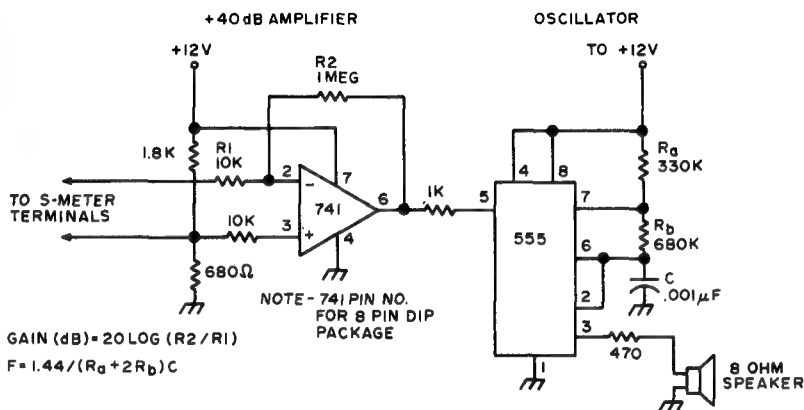 +40dB AMPLIFIER
OSCILLATOR
+12V
TO +12V
R2
1MEG
1.8K
R1
10K
2
-
7
741
6
1K
5
4
8
Ra
330K
7
Rb
680K
TO S-METER
TERMINALS
10K
3
+
4
555
6
2
C
.001µF
680Ω
NOTE-741 PIN NO.
FOR 8 PIN DIP
PACKAGE
3
470
1
8 OHM
SPEAKER
GAIN (dB)=20LOG (R2/R1)
F=1.44/(Ra+2Rb)C